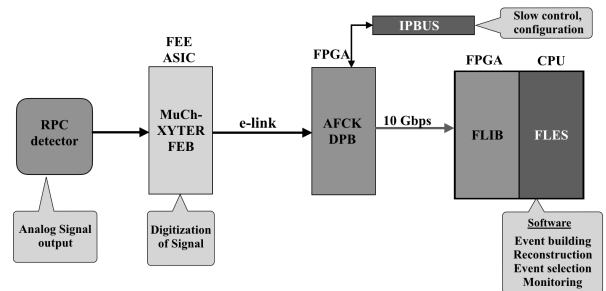 Slow control,
configuration
IPBUS
FEE
ASIC
FPGA
FPGA
CPU
RPC
detector
MuCh-
XYTER
FEB
e-link
AFCK
DPB
10 Gbps
FLIB
FLES
Analog Signal
output
Digitization
of Signal
Software
Event building
Reconstruction
Event selection
Monitoring